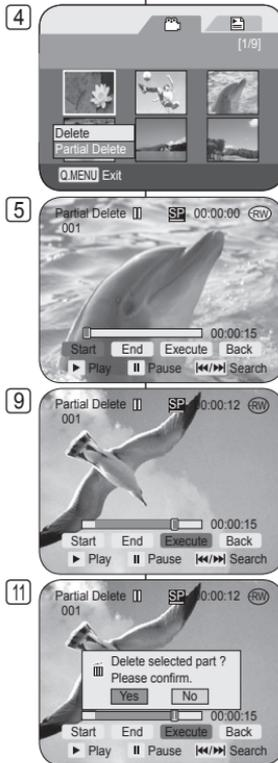 4
[1/9]
Delete
Partial Delete
Q.MENU Exit
5
Partial Delete SP 00:00:00 RW
001
00:00:15
Start End Execute Back
Play Pause Search
9
Partial Delete SP 00:00:12 RW
001
00:00:15
Start End Execute Back
Play Pause Search
11
Partial Delete SP 00:00:12 RW
001
Delete selected part ?
Please confirm.
Yes No
00:00:15
Start End Execute Back
Play Pause Search